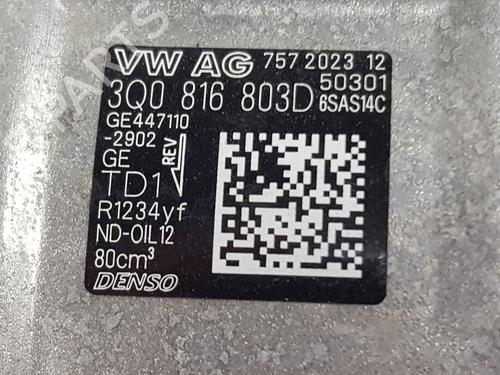 VW AG 757 2023 12
50301
3Q0 816 803D 6SAS14C
GE447110
-2902
GE REV
TD1
R1234yf
ND-OIL12
80cm³
DENSO
PARTS